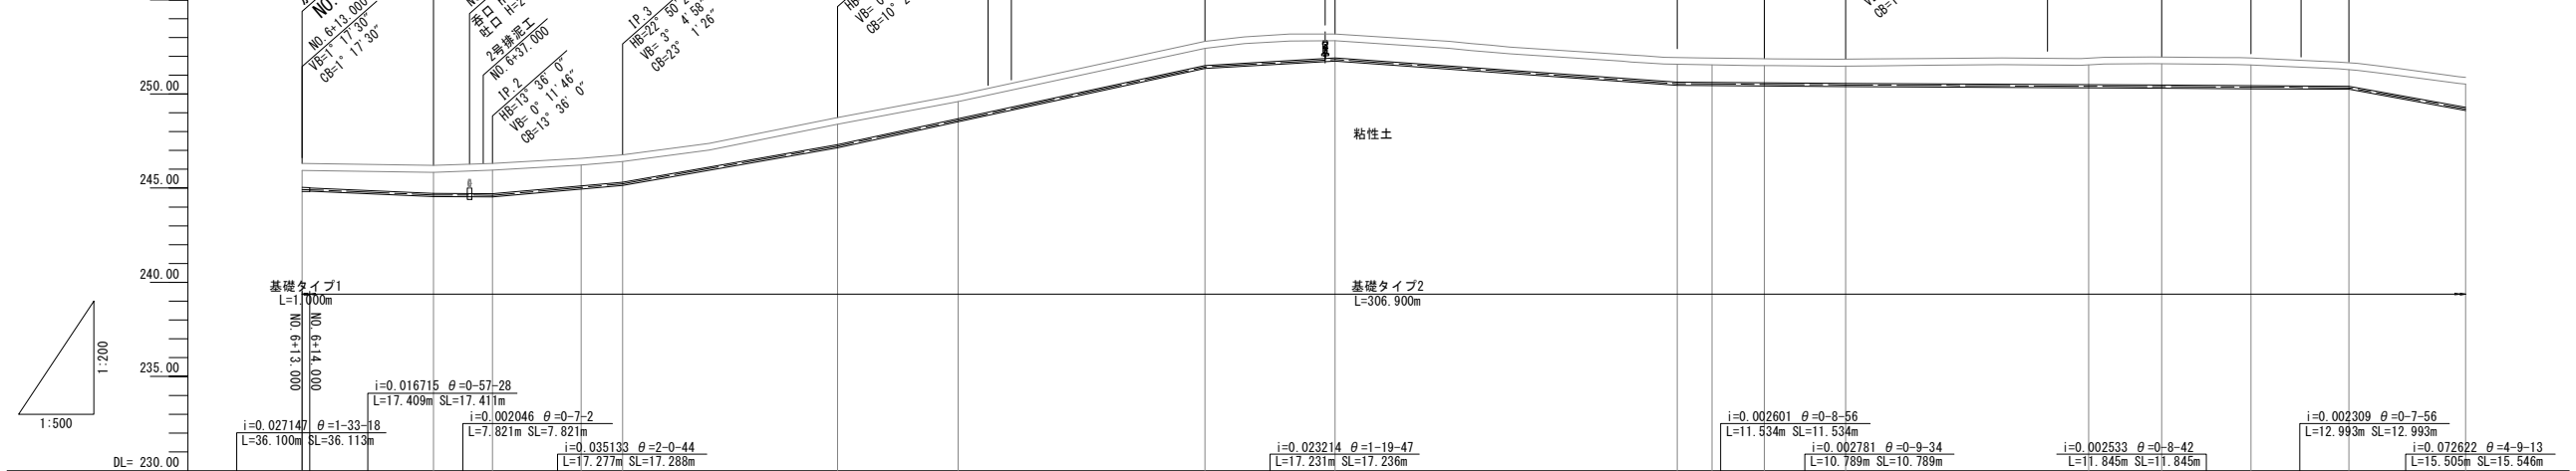 NO.6+13.000
VB=1° 17′30″
CB=1° 17′30″
2号排泥工
NO.6+37.000
IP.2
HB=13° 36′ 0″
VB= 0° 11′46″
CB=13° 36′ 0″
IP.3
VB= 3° 4′58″
CB=23° 1′26″
250.00
245.00
240.00
235.00
DL= 230.00
粘性土
基礎タイプ1
L=1.000m
基礎タイプ2
L=306.900m
NO.6+13.000
NO.6+14.000
1:200
1:500
i=0.027147 θ=1-33-18
L=36.100m SL=36.113m
i=0.016715 θ=0-57-28
L=17.409m SL=17.411m
i=0.002046 θ=0-7-2
L=7.821m SL=7.821m
i=0.035133 θ=2-0-44
L=17.277m SL=17.288m
i=0.023214 θ=1-19-47
L=17.231m SL=17.236m
i=0.002601 θ=0-8-56
L=11.534m SL=11.534m
i=0.002781 θ=0-9-34
L=10.789m SL=10.789m
i=0.002533 θ=0-8-42
L=11.845m SL=11.845m
i=0.002309 θ=0-7-56
L=12.993m SL=12.993m
i=0.072622 θ=4-9-13
L=15.505m SL=15.546m